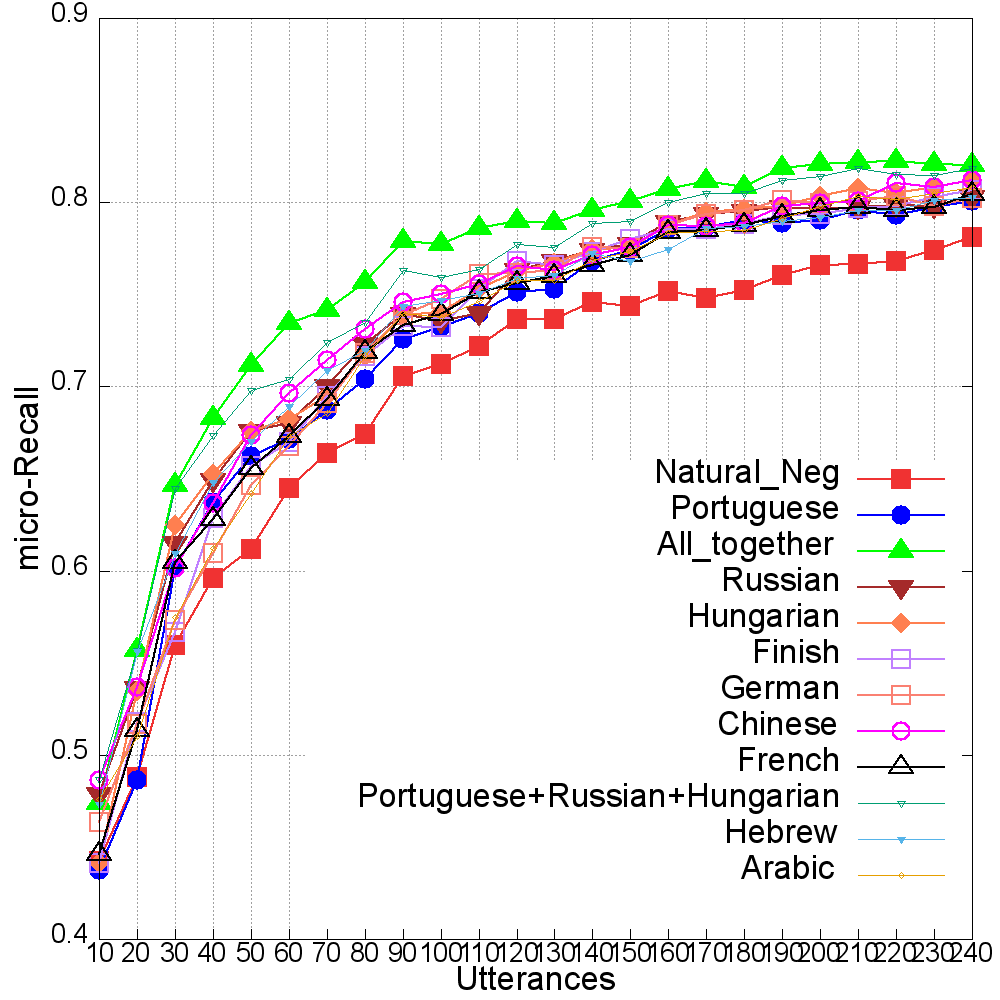 0.9
0.8
0.7
0.6
0.5
0.4
micro-Recall
Natural_Neg
Portuguese
All_together
Russian
Hungarian
Finish
German
Chinese
French
Portuguese+Russian+Hungarian
Hebrew
Arabic
10 20 30 40 50 60 70 80 90 100 110 120 130 140 150 160 170 180 190 200 210 220 230 240
Utterances